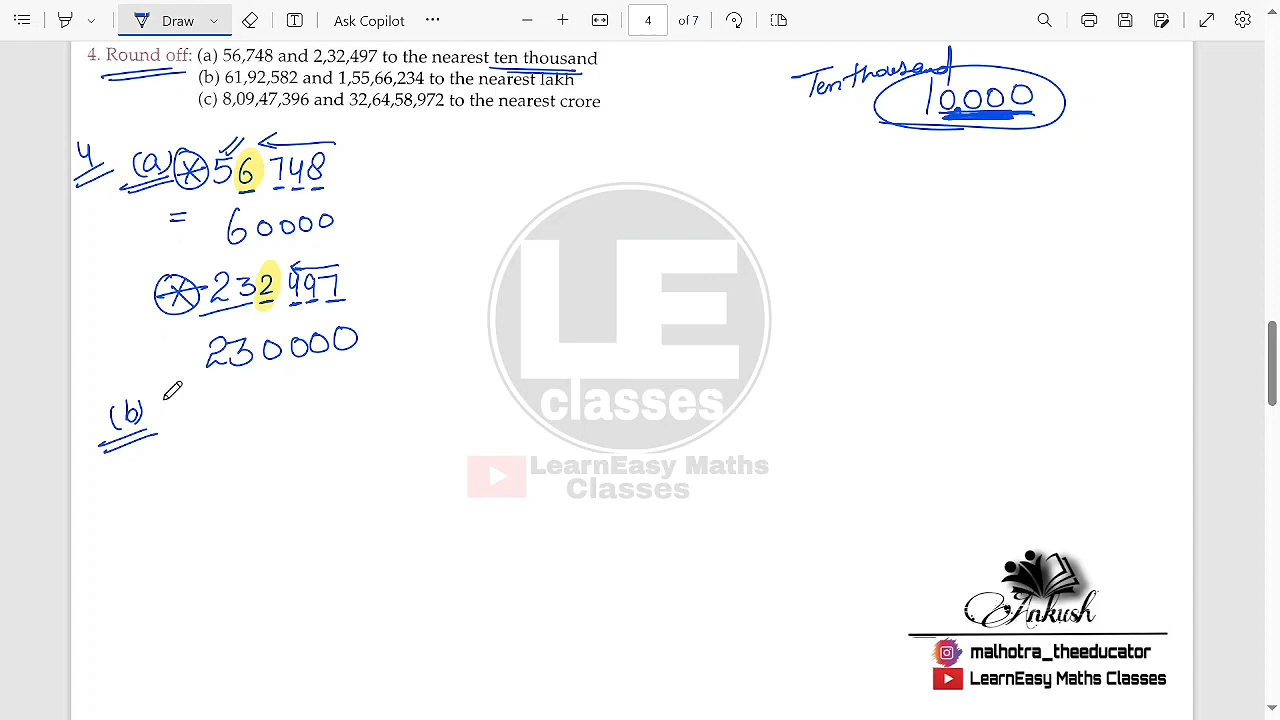 Draw
Ask Copilot
4 of 7
4. Round off: (a) 56,748 and 2,32,497 to the nearest ten thousand
(b) 61,92,582 and 1,55,66,234 to the nearest lakh
(c) 8,09,47,396 and 32,64,58,972 to the nearest crore
Ten thousand
10,000
4 (a) 56748
= 60000
232497
230000
(b)
LE
classes
LearnEasy Maths
Classes
Ankush
malhotra_theeducator
LearnEasy Maths Classes